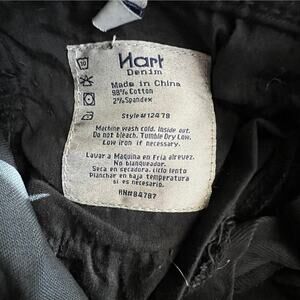 Hart
Denim
Made in China
98% Cotton
2% Spandex
Style# 12478
Machine wash cold. Inside out.
Do not bleach. Tumble Dry Low.
Low iron if necessary.
Lavar a Maquina en Fria alrevez.
No blanqueador.
Seca en secadora. ciclo lento
Planchar en baja temperatura
si es necesario.
RN#84787